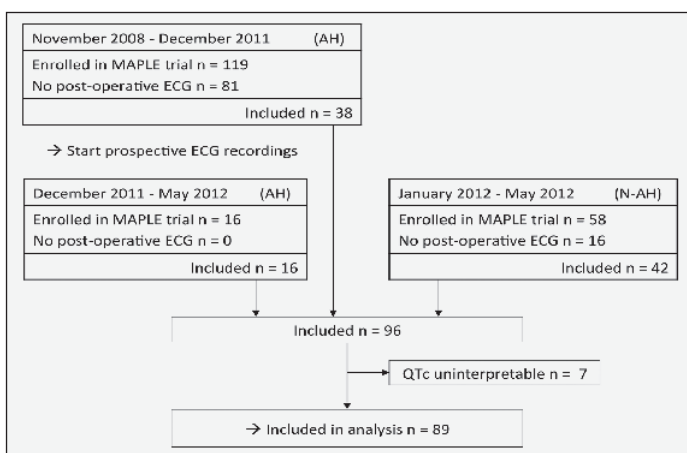 November 2008 - December 2011 (AH)
Enrolled in MAPLE trial n = 119
No post-operative ECG n = 81
Included n = 38
→ Start prospective ECG recordings
December 2011 - May 2012 (AH)
Enrolled in MAPLE trial n = 16
No post-operative ECG n = 0
Included n = 16
January 2012 - May 2012 (N-AH)
Enrolled in MAPLE trial n = 58
No post-operative ECG n = 16
Included n = 42
Included n = 96
QTc uninterpretable n = 7
→ Included in analysis n = 89